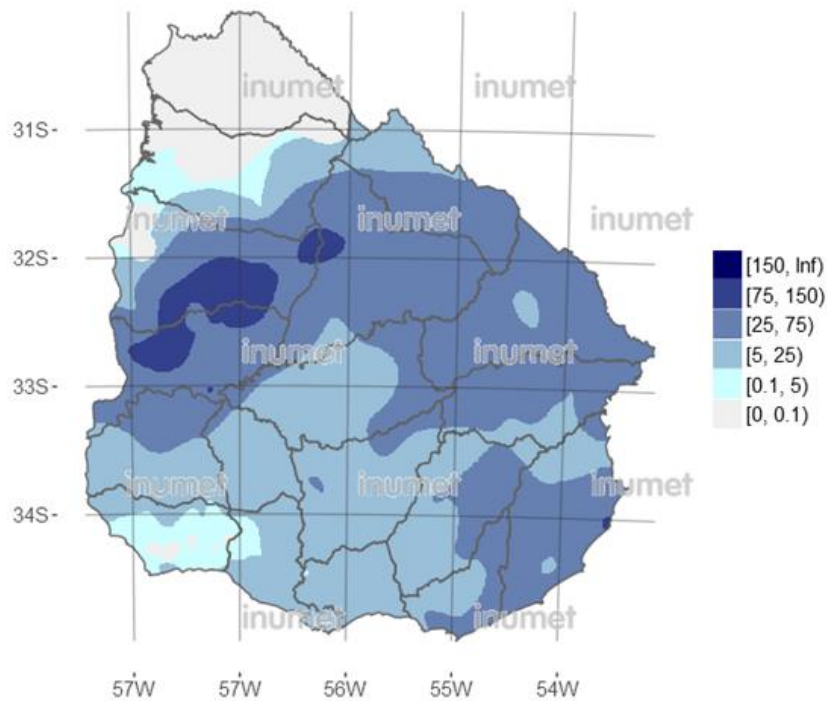 inumet inumet
31S-
inumet inumet inumet
32S-
[150, Inf)
[75, 150)
[25, 75)
[5, 25)
[0.1, 5)
[0, 0.1)
inumet inumet
33S-
inumet inumet inumet
34S-
inumet inumet
57W 57W 56W 55W 54W